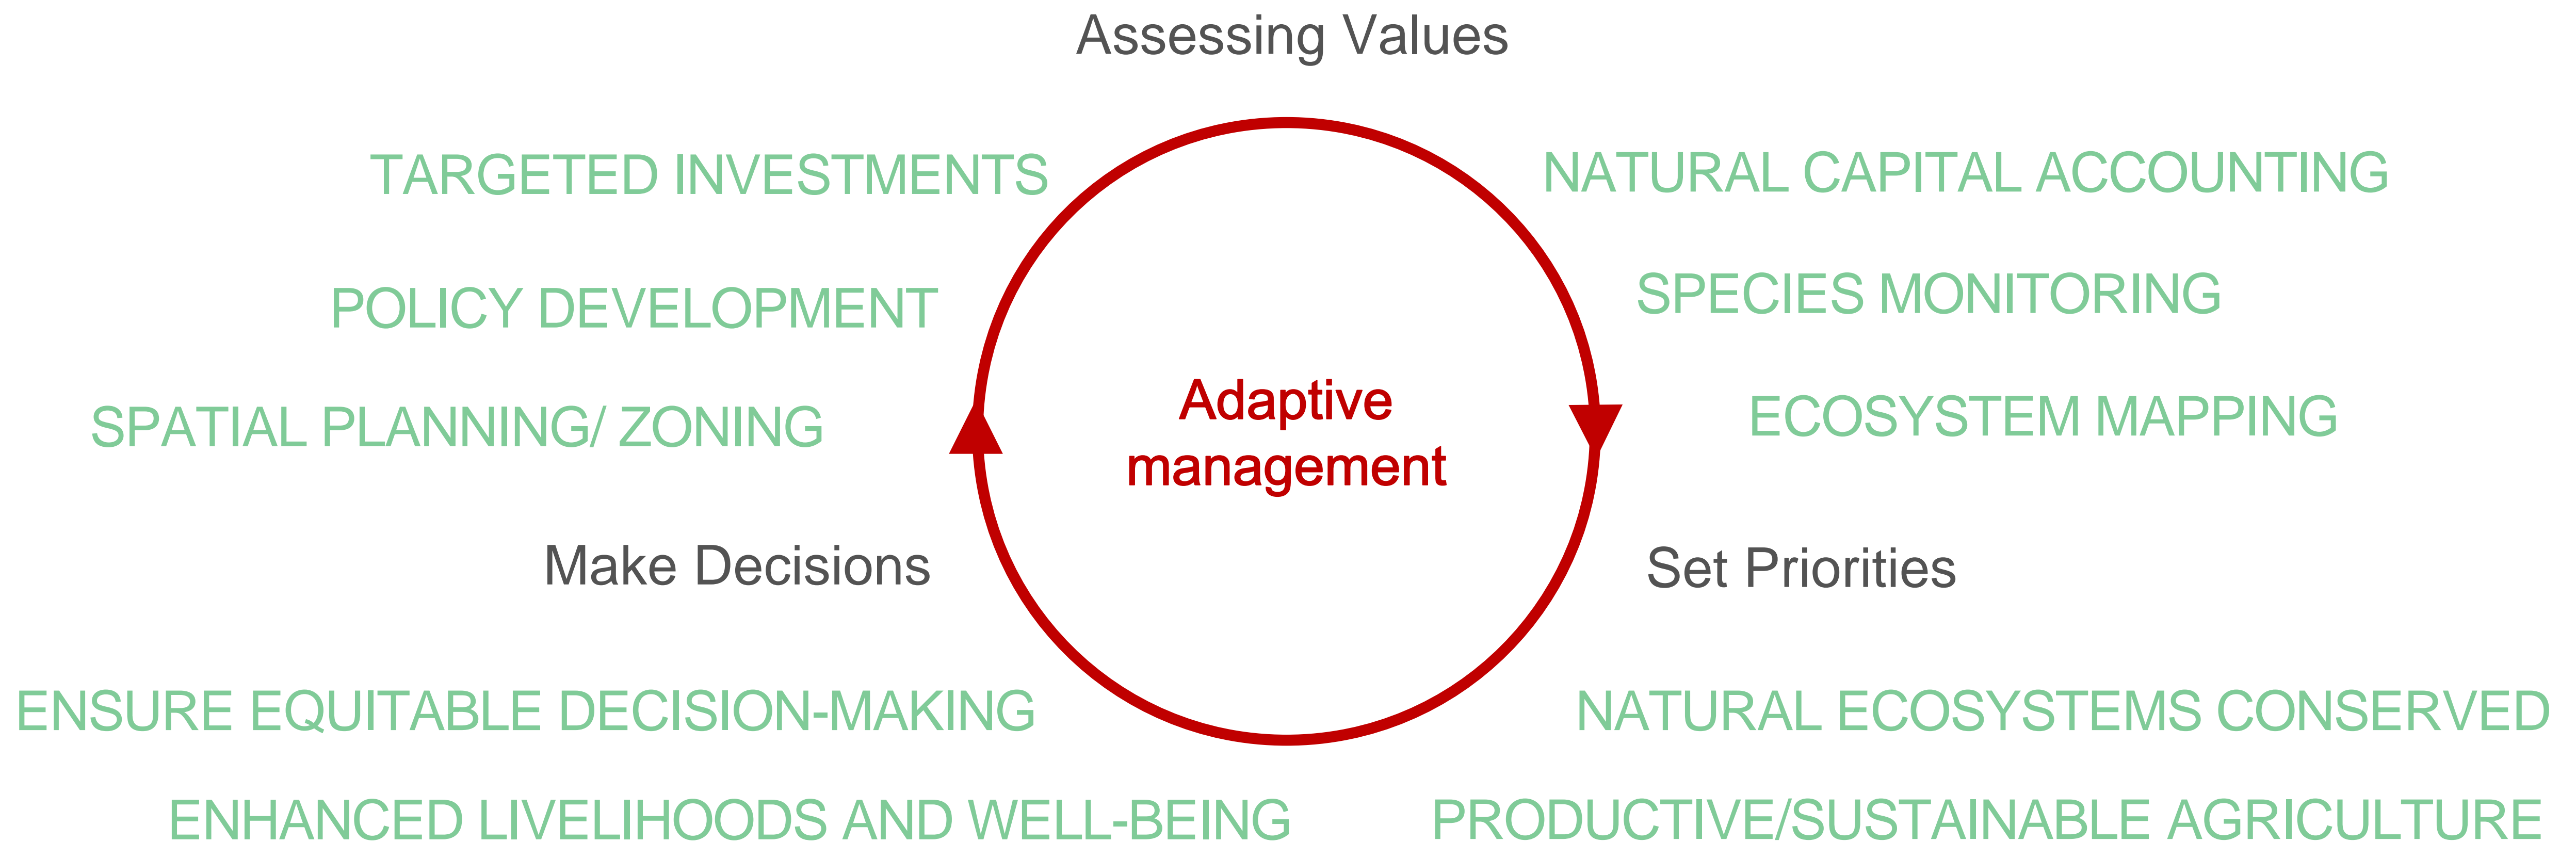 Assessing Values
TARGETED INVESTMENTS
NATURAL CAPITAL ACCOUNTING
POLICY DEVELOPMENT
SPECIES MONITORING
SPATIAL PLANNING/ ZONING
Adaptive
management
ECOSYSTEM MAPPING
Make Decisions
Set Priorities
ENSURE EQUITABLE DECISION-MAKING
NATURAL ECOSYSTEMS CONSERVED
ENHANCED LIVELIHOODS AND WELL-BEING
PRODUCTIVE/SUSTAINABLE AGRICULTURE